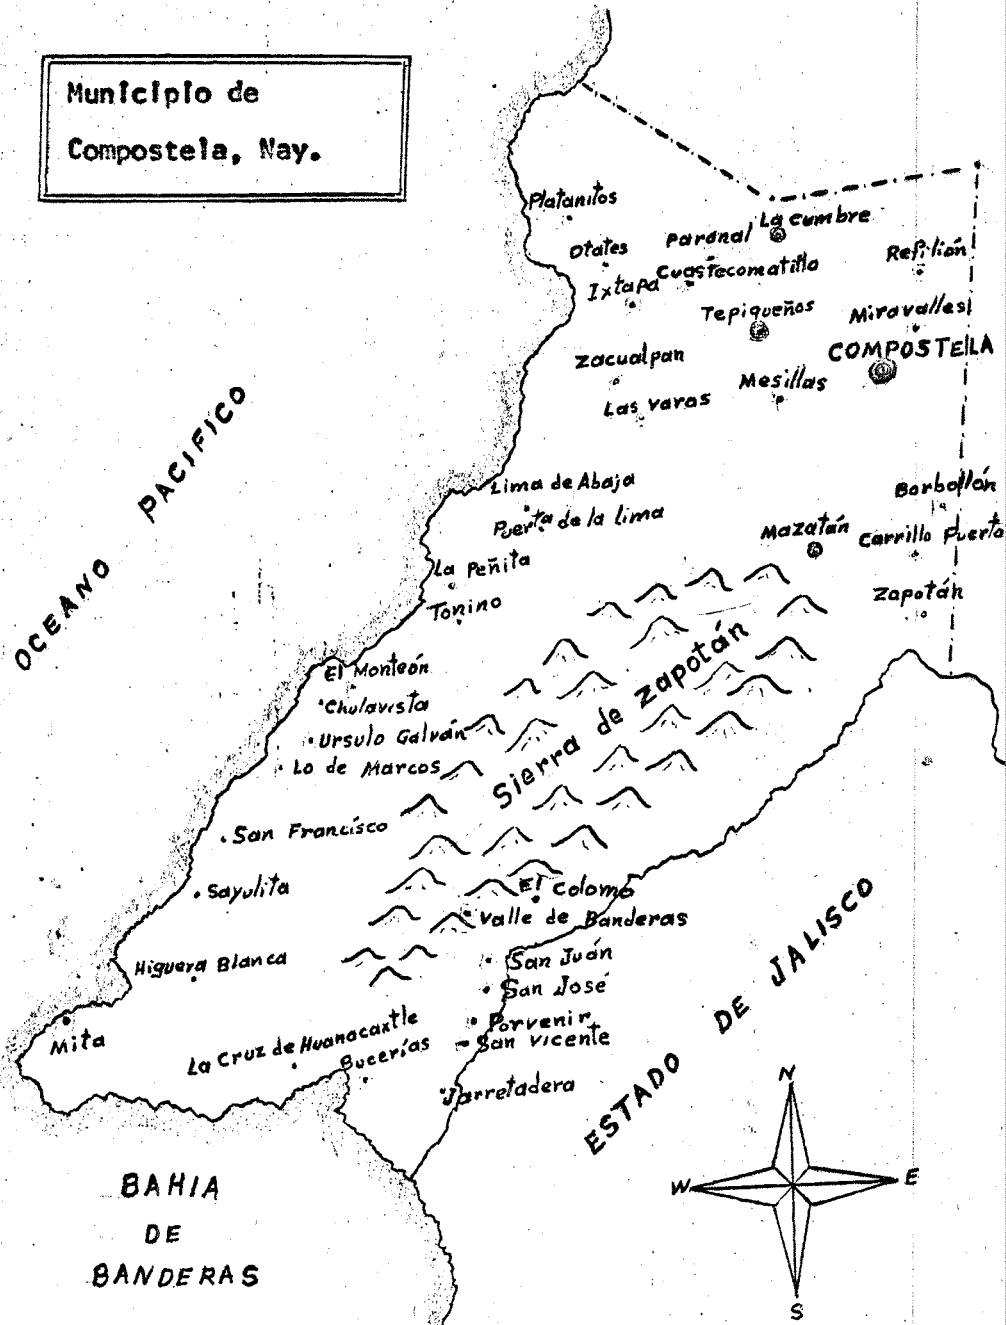 Municipio de
Compostela, Nay.
Platanitos
La Cumbre
Paranal
Otates
Refilión
Cuastecomatillo
Ixtapa
Tepiqueños
Miravalles
COMPOSTELA
Zacualpan
Mesillas
Las Varas
OCEANO PACIFICO
Lima de Abaja
Borbollón
Puerta de la lima
Mazatán
Carrillo Puerto
La Peñita
Zapotán
Tonino
Sierra de Zapotán
El Monteón
Chulavista
Ursulo Galván
Lo de Marcos
San Francisco
Sayulita
El Colomo
Valle de Banderas
Higuera Blanca
San Juán
San José
Porvenir
San Vicente
Mita
La Cruz de Huanacaxtle
Bucerías
Jarretadera
ESTADO DE JALISCO
BAHIA
DE
BANDERAS
N
W
E
S